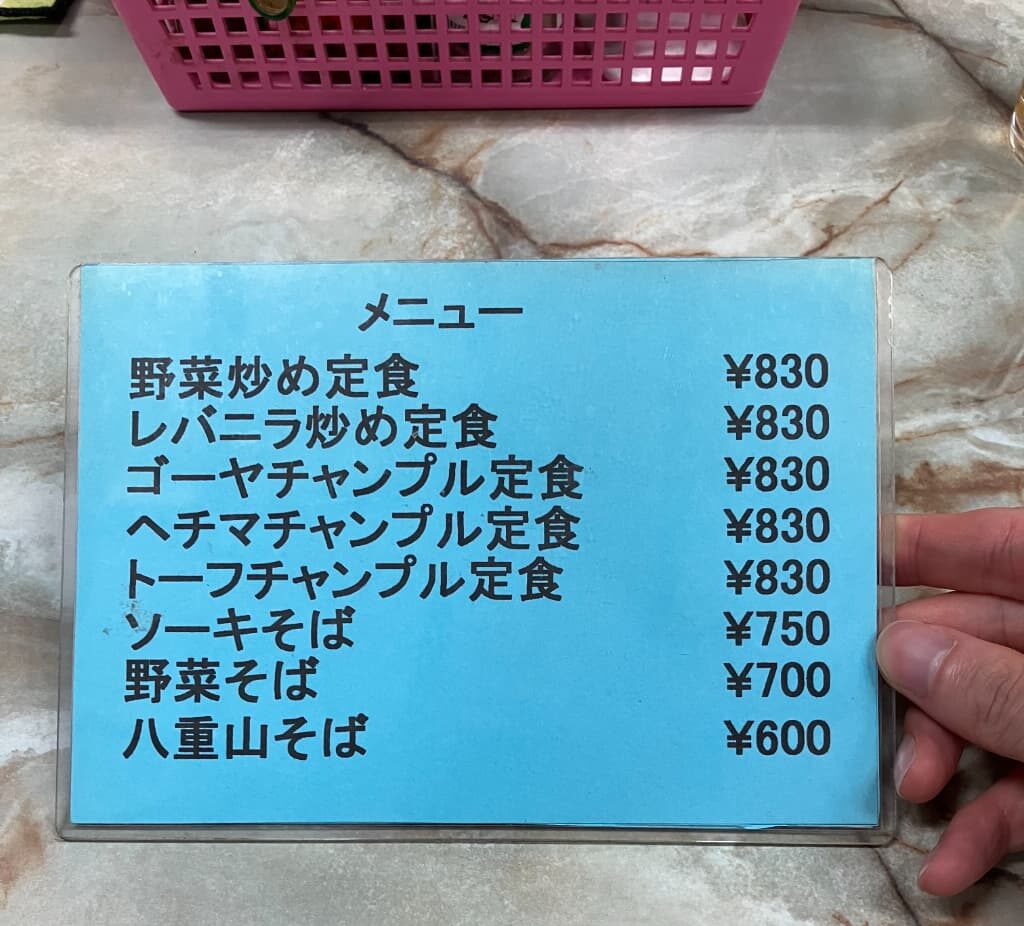 メニュー
野菜炒め定食 ¥830
レバニラ炒め定食 ¥830
ゴーヤチャンプル定食 ¥830
ヘチマチャンプル定食 ¥830
トーフチャンプル定食 ¥830
ソーキそば ¥750
野菜そば ¥700
八重山そば ¥600